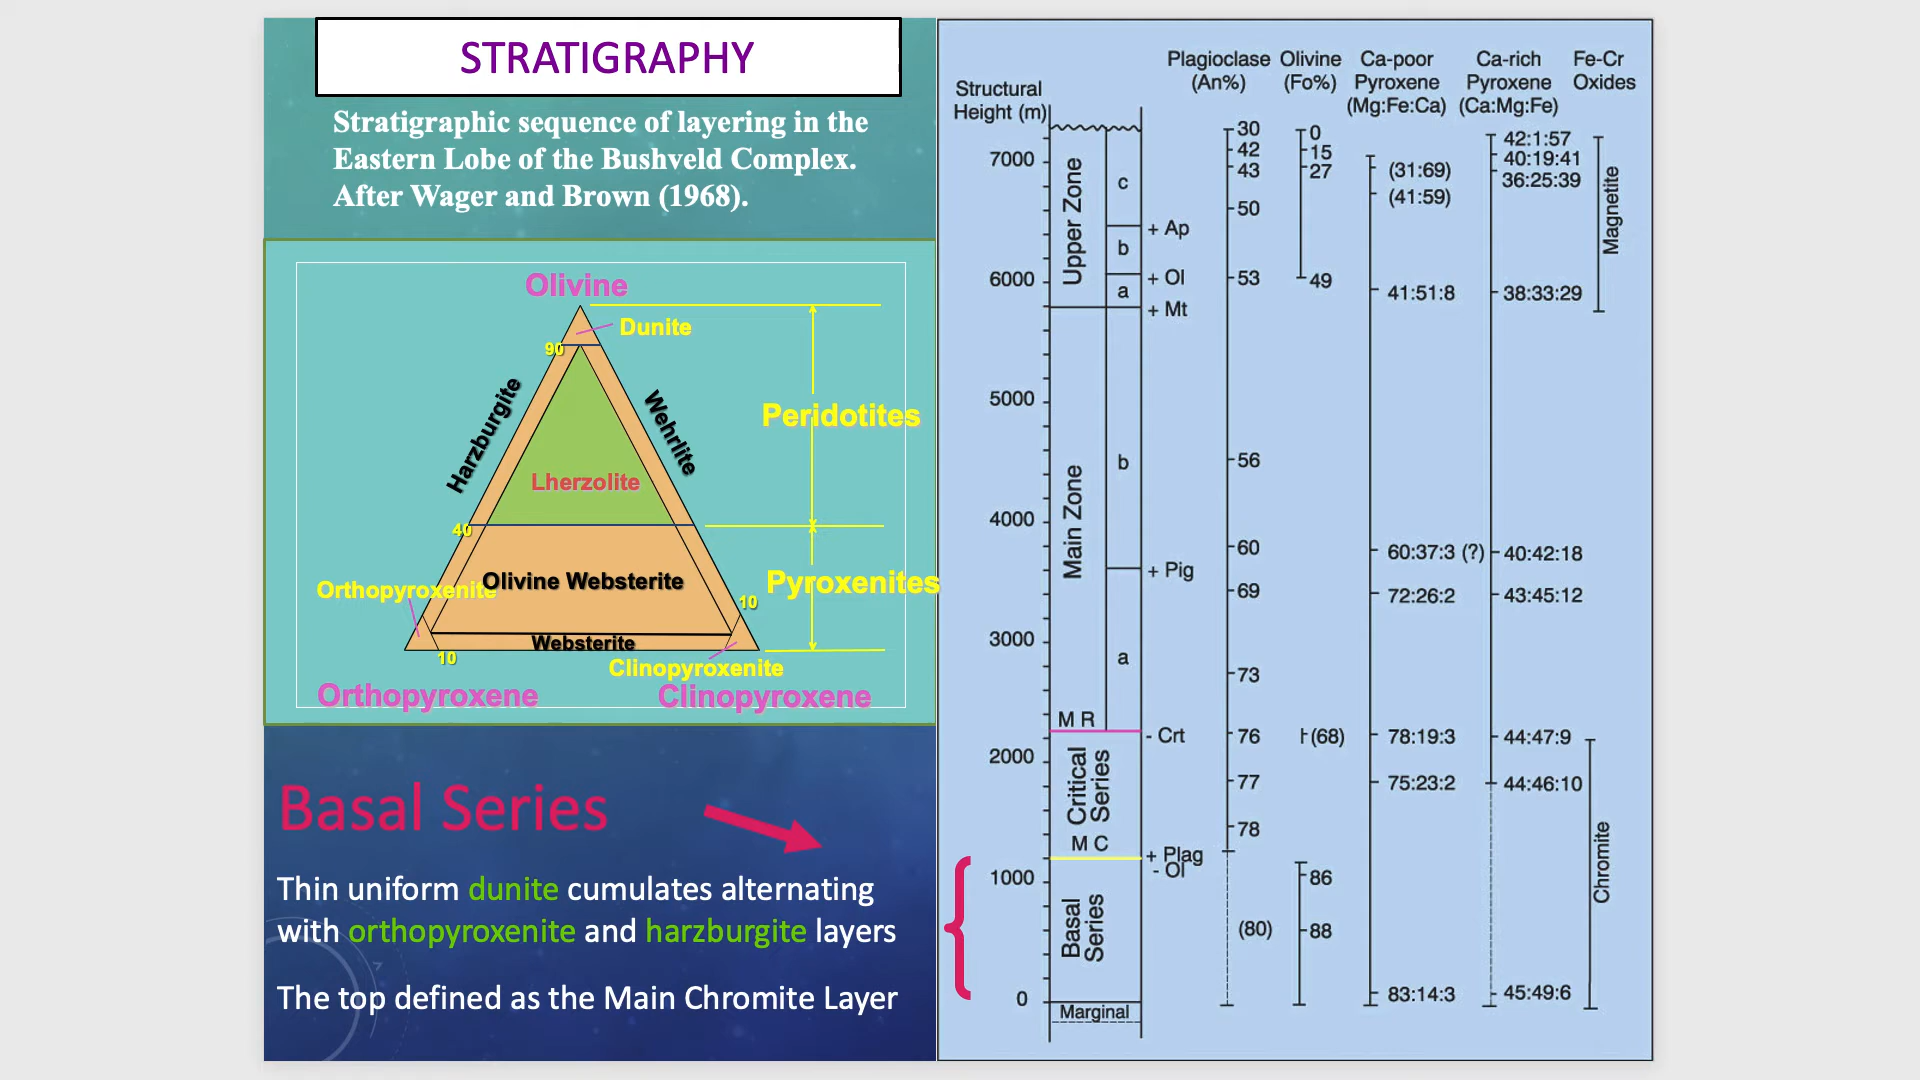 STRATIGRAPHY
Stratigraphic sequence of layering in the
Eastern Lobe of the Bushveld Complex.
After Wager and Brown (1968).
Olivine
Dunite
90
Harzburgite
Wehrlite
Peridotites
Lherzolite
40
Olivine Websterite
Orthopyroxenite
Pyroxenites
10
Websterite
10
Clinopyroxenite
Orthopyroxene
Clinopyroxene
Basal Series
Thin uniform dunite cumulates alternating
with orthopyroxenite and harzburgite layers
The top defined as the Main Chromite Layer
Structural
Height (m)
Plagioclase
(An%)
Olivine
(Fo%)
Ca-poor
Pyroxene
(Mg:Fe:Ca)
Ca-rich
Pyroxene
(Ca:Mg:Fe)
Fe-Cr
Oxides
7000
6000
5000
4000
3000
2000
1000
0
Upper Zone
c
b
a
Main Zone
b
a
M R
Critical
Series
M C
Basal
Series
Marginal
+ Ap
+ Ol
+ Mt
+ Pig
- Crt
+ Plag
- Ol
30
42
43
50
53
56
60
69
73
76
77
78
(80)
0
15
27
49
(68)
86
88
(31:69)
(41:59)
41:51:8
60:37:3 (?)
72:26:2
78:19:3
75:23:2
83:14:3
42:1:57
40:19:41
36:25:39
38:33:29
40:42:18
43:45:12
44:47:9
44:46:10
45:49:6
Magnetite
Chromite